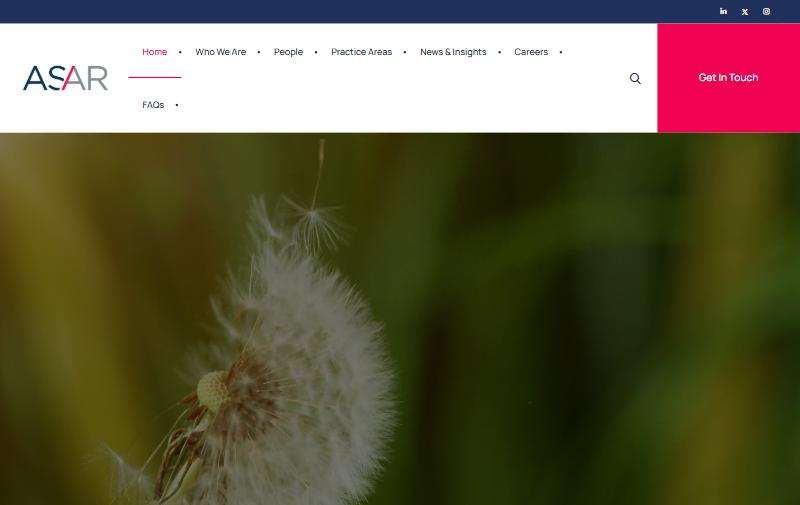 ASAR
Home • Who We Are • People • Practice Areas • News & Insights • Careers •
FAQs •
Get In Touch